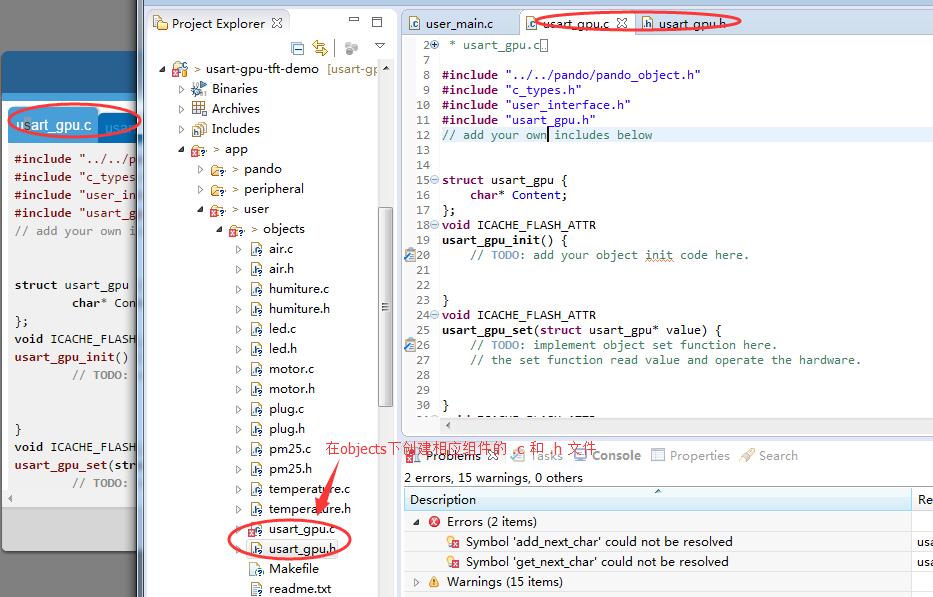 usart_gpu.c
#include "../../p
#include "c_types
#include "user_in
#include "usart_g
// add your own i
struct usart_gpu
char* Con
};
void ICACHE_FLASH
usart_gpu_init()
// TODO:
}
void ICACHE_FLASH
usart_gpu_set(str
// TODO:
Project Explorer
> usart-gpu-tft-demo [usart-gp
Binaries
Archives
Includes
> app
> pando
> peripheral
> user
> objects
air.c
air.h
humiture.c
humiture.h
led.c
led.h
motor.c
motor.h
plug.c
plug.h
pm25.c
pm25.h
temperature.c
temperature.h
usart_gpu.c
usart_gpu.h
Makefile
readme.txt
在objects下创建相应组件的 .c 和 .h 文件
user_main.c
usart_gpu.c
usart_gpu.h
2 * usart_gpu.c
7
8 #include "../../pando/pando_object.h"
9 #include "c_types.h"
10 #include "user_interface.h"
11 #include "usart_gpu.h"
12 // add your own includes below
13
14
15 struct usart_gpu {
16 char* Content;
17 };
18 void ICACHE_FLASH_ATTR
19 usart_gpu_init() {
20 // TODO: add your object init code here.
21
22
23 }
24 void ICACHE_FLASH_ATTR
25 usart_gpu_set(struct usart_gpu* value) {
26 // TODO: implement object set function here.
27 // the set function read value and operate the hardware.
28
29
30 }
Problems Tasks Console Properties Search
2 errors, 15 warnings, 0 others
Description Re
Errors (2 items)
Symbol 'add_next_char' could not be resolved usa
Symbol 'get_next_char' could not be resolved usa
Warnings (15 items)